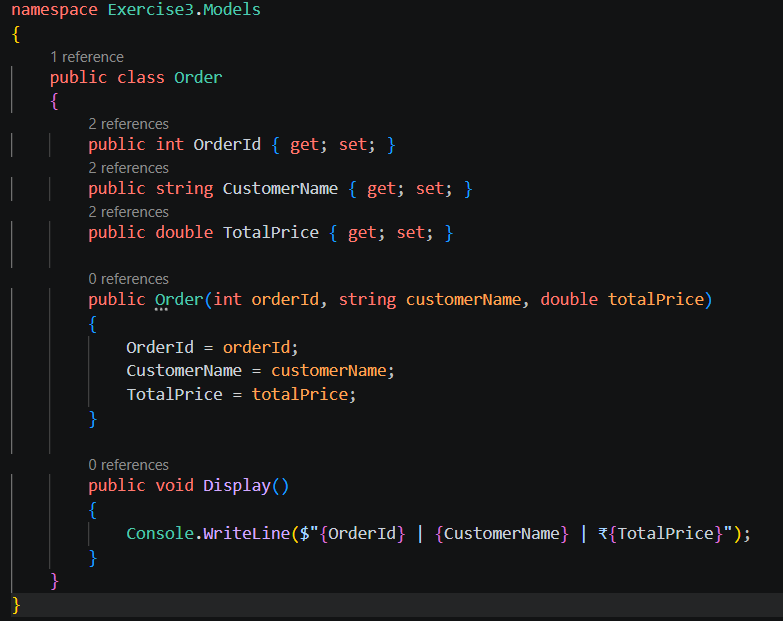 namespace Exercise3.Models
{
1 reference
public class Order
{
2 references
public int OrderId { get; set; }
2 references
public string CustomerName { get; set; }
2 references
public double TotalPrice { get; set; }
0 references
public Order(int orderId, string customerName, double totalPrice)
{
OrderId = orderId;
CustomerName = customerName;
TotalPrice = totalPrice;
}
0 references
public void Display()
{
Console.WriteLine($"{OrderId} | {CustomerName} | ₹{TotalPrice}");
}
}
}